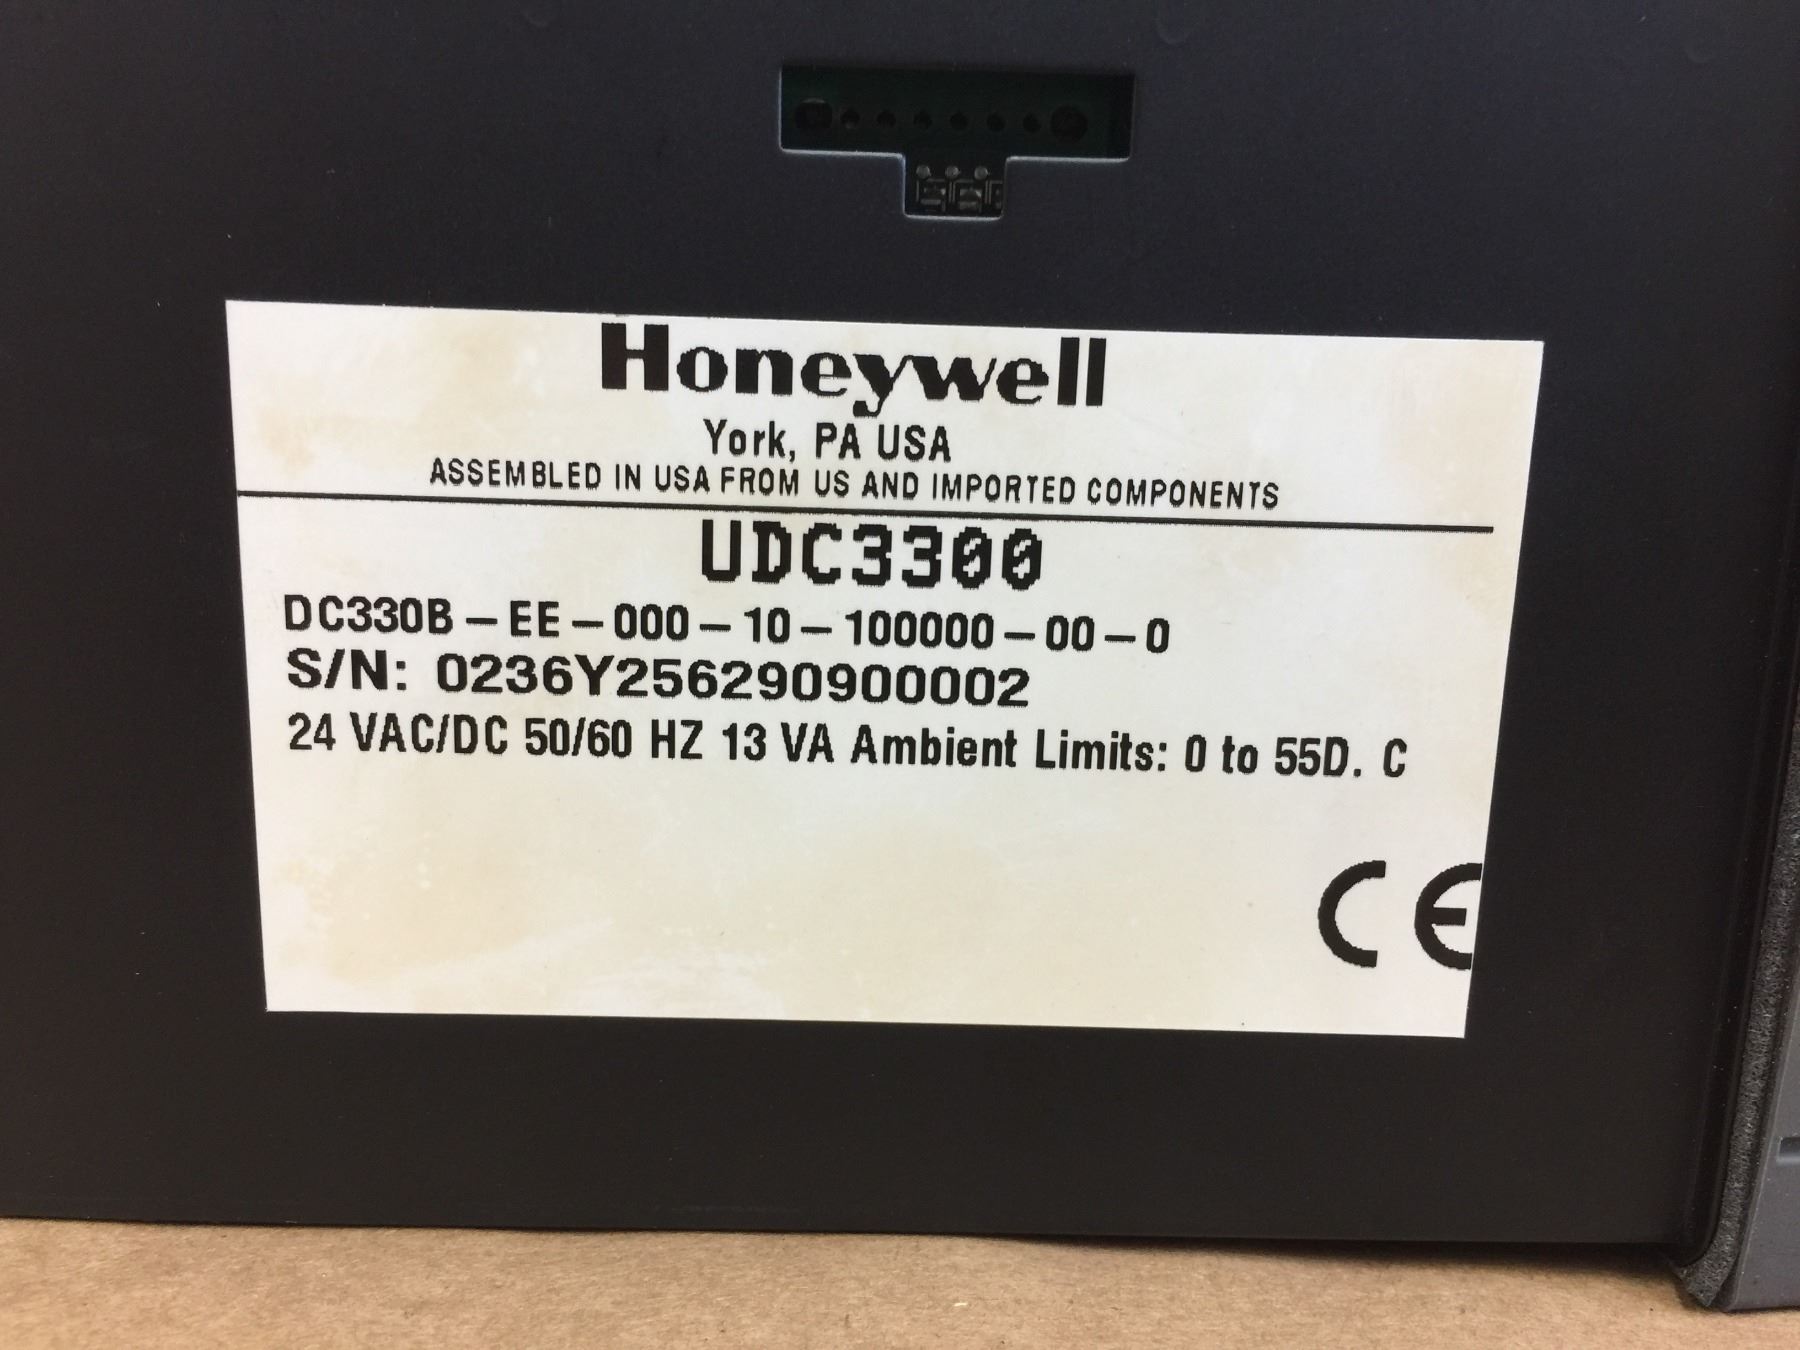 Honeywell
York, PA USA
ASSEMBLED IN USA FROM US AND IMPORTED COMPONENTS
UDC3300
DC330B-EE-000-10-100000-00-0
S/N: 0236Y256290900002
24 VAC/DC 50/60 HZ 13 VA Ambient Limits: 0 to 55D. C
CE